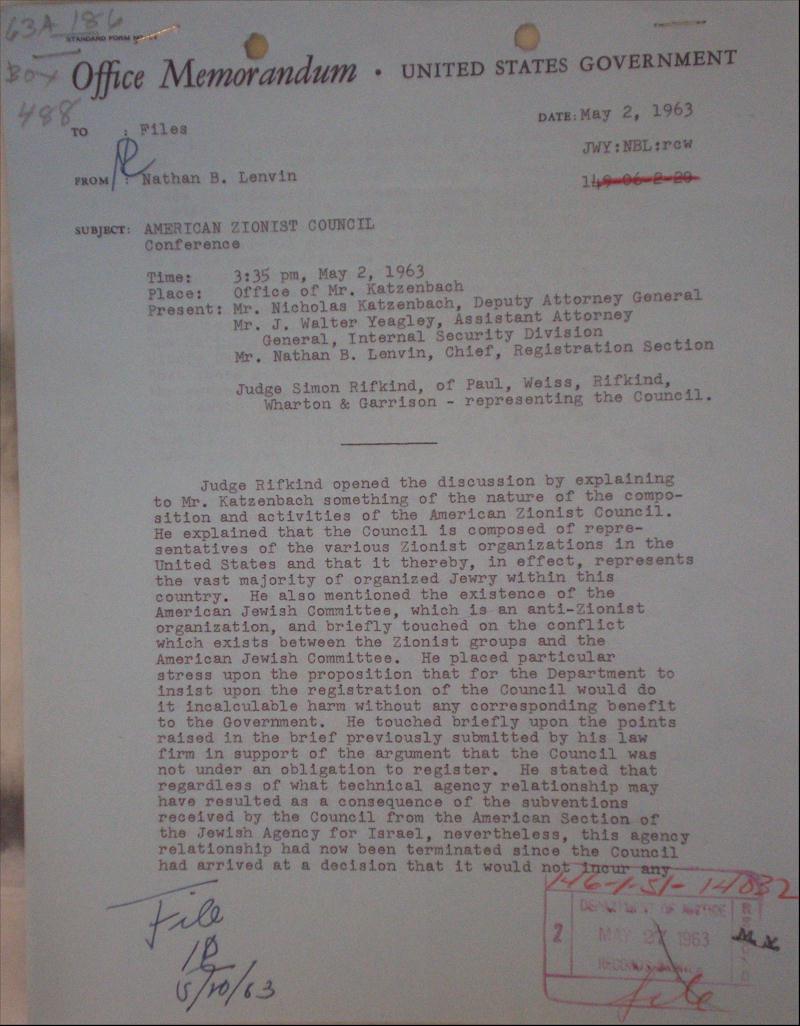 63A-186
STANDARD FORM
Box Office Memorandum • UNITED STATES GOVERNMENT
488
TO : Files
DATE: May 2, 1963
JWY:NBL:rcw
FROM : Nathan B. Lenvin
149-06-2-20
SUBJECT: AMERICAN ZIONIST COUNCIL
Conference
Time: 3:35 pm, May 2, 1963
Place: Office of Mr. Katzenbach
Present: Mr. Nicholas Katzenbach, Deputy Attorney General
Mr. J. Walter Yeagley, Assistant Attorney
General, Internal Security Division
Mr. Nathan B. Lenvin, Chief, Registration Section
Judge Simon Rifkind, of Paul, Weiss, Rifkind,
Wharton & Garrison - representing the Council.
Judge Rifkind opened the discussion by explaining
to Mr. Katzenbach something of the nature of the compo-
sition and activities of the American Zionist Council.
He explained that the Council is composed of repre-
sentatives of the various Zionist organizations in the
United States and that it thereby, in effect, represents
the vast majority of organized Jewry within this
country. He also mentioned the existence of the
American Jewish Committee, which is an anti-Zionist
organization, and briefly touched on the conflict
which exists between the Zionist groups and the
American Jewish Committee. He placed particular
stress upon the proposition that for the Department to
insist upon the registration of the Council would do
it incalculable harm without any corresponding benefit
to the Government. He touched briefly upon the points
raised in the brief previously submitted by his law
firm in support of the argument that the Council was
not under an obligation to register. He stated that
regardless of what technical agency relationship may
have resulted as a consequence of the subventions
received by the Council from the American Section of
the Jewish Agency for Israel, nevertheless, this agency
relationship had now been terminated since the Council
had arrived at a decision that it would not incur any
146-1-51-14032
DEPARTMENT OF JUSTICE
2 MAY 27 1963
RECORDS
File
5/10/63
file